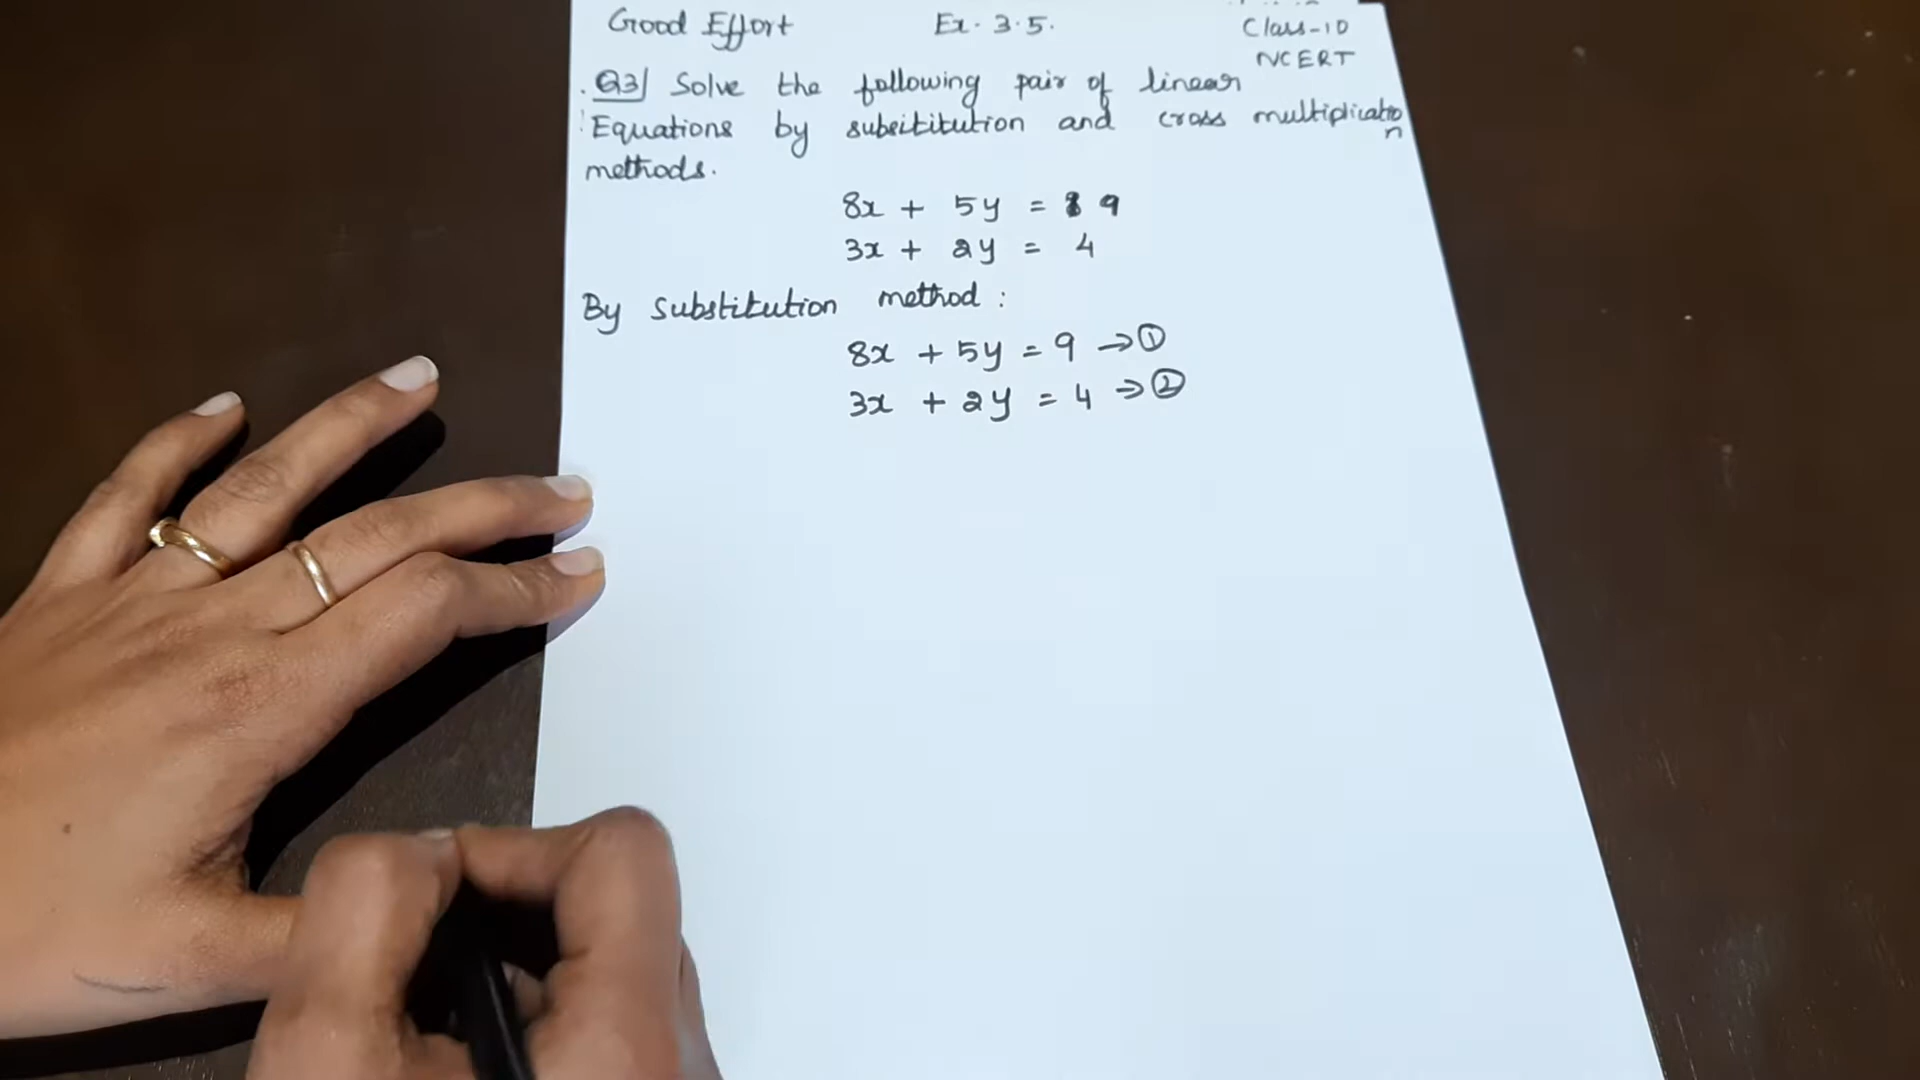 Good Effort Ex. 3.5. Class-10
NCERT
Q3) Solve the following pair of linear
Equations by subsititution and cross multiplication
methods.
8x + 5y = 9
3x + 2y = 4
By substitution method :
8x + 5y = 9 → ①
3x + 2y = 4 → ②